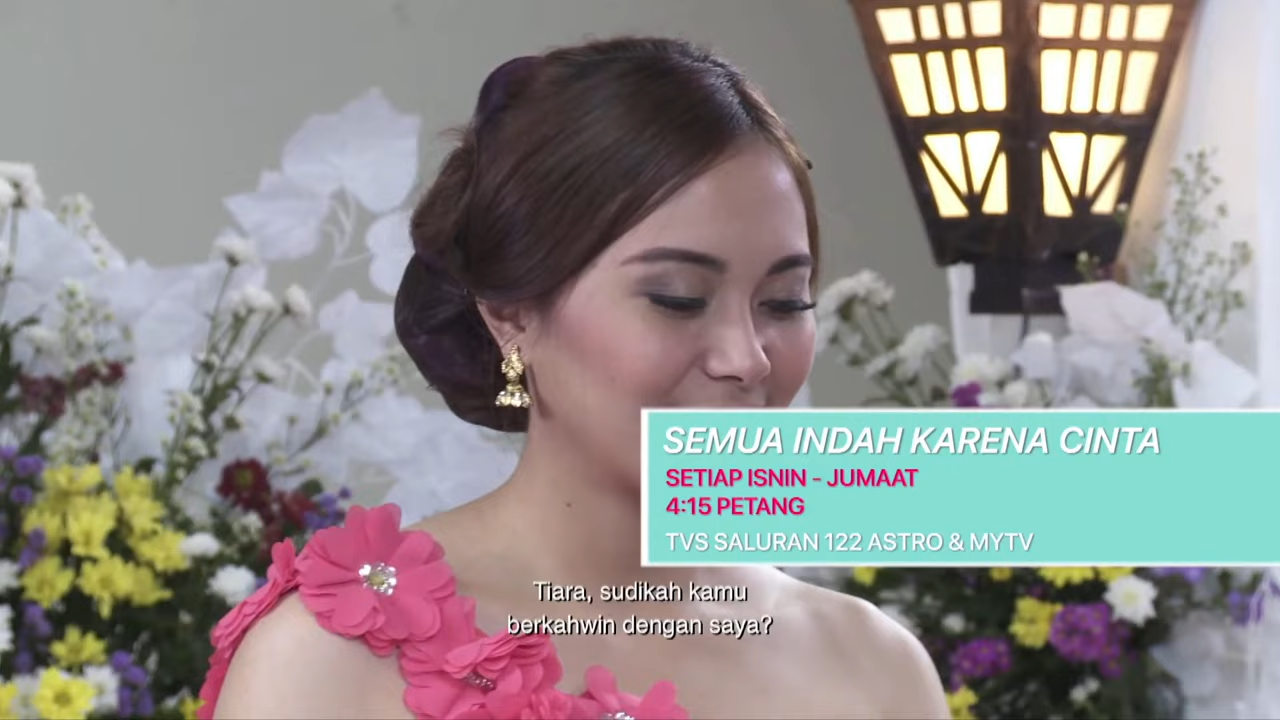 SEMUA INDAH KARENA CINTA
SETIAP ISNIN - JUMAAT
4:15 PETANG
TVS SALURAN 122 ASTRO & MYTV
Tiara, sudikah kamu
berkahwin dengan saya?